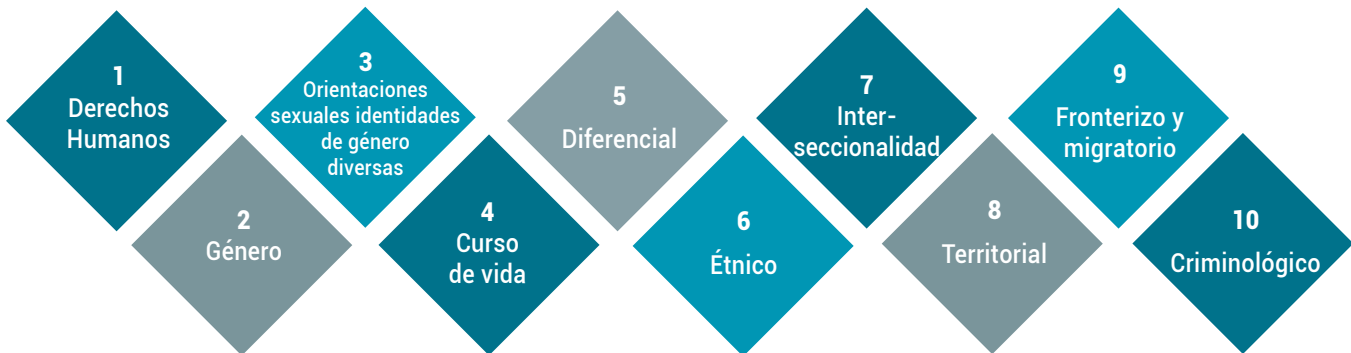 1
Derechos
Humanos
2
Género
3
Orientaciones
sexuales identidades
de género
diversas
4
Curso
de vida
5
Diferencial
6
Étnico
7
Inter-
seccionalidad
8
Territorial
9
Fronterizo y
migratorio
10
Criminológico